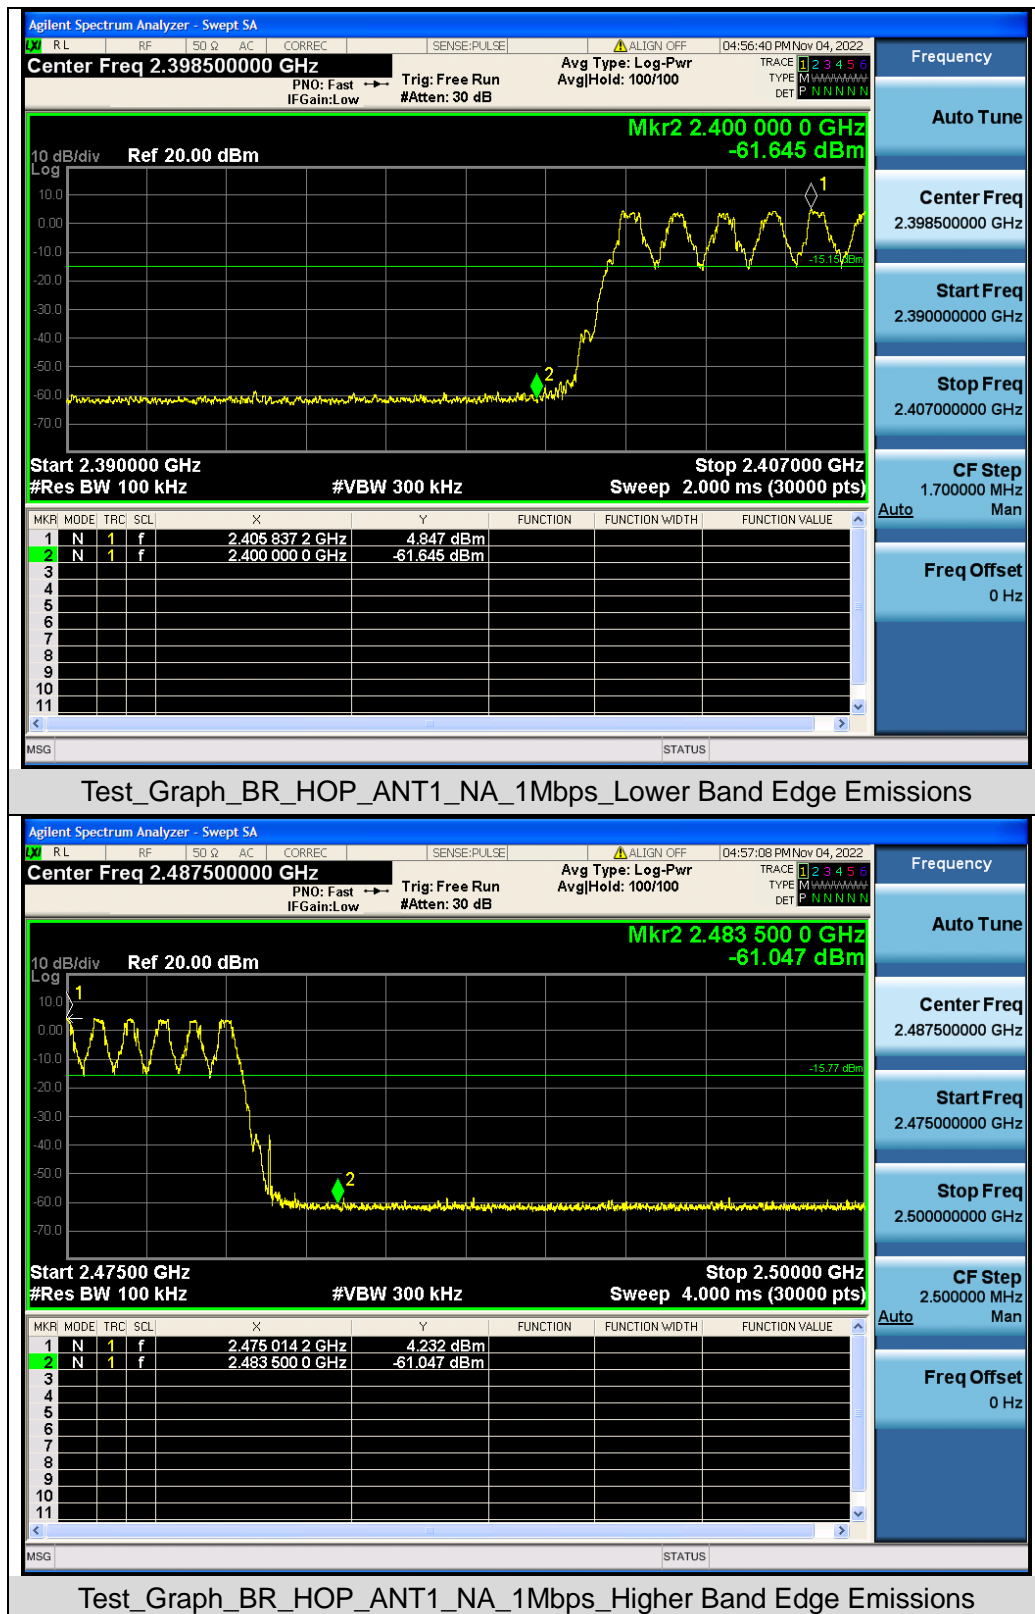 Agilent Spectrum Analyzer - Swept SA
LXI RL RF 50 Ω AC CORREC SENSE:PULSE ALIGN OFF 04:56:40 PM Nov 04, 2022
Center Freq 2.398500000 GHz Avg Type: Log-Pwr TRACE 1 2 3 4 5 6
PNO: Fast Trig: Free Run Avg|Hold: 100/100 TYPE M
IFGain:Low #Atten: 30 dB DET P N N N N N
Frequency
Auto Tune
Center Freq
2.398500000 GHz
Start Freq
2.390000000 GHz
Stop Freq
2.407000000 GHz
CF Step
1.700000 MHz
Auto Man
Freq Offset
0 Hz
Mkr2 2.400 000 0 GHz
10 dB/div Ref 20.00 dBm -61.645 dBm
Log
1
10.0
0.00
-10.0
-15.15 dBm
-20.0
-30.0
-40.0
-50.0
2
-60.0
-70.0
Start 2.390000 GHz Stop 2.407000 GHz
#Res BW 100 kHz #VBW 300 kHz Sweep 2.000 ms (30000 pts)
MKR MODE TRC SCL X Y FUNCTION FUNCTION WIDTH FUNCTION VALUE
1 N 1 f 2.405 837 2 GHz 4.847 dBm
2 N 1 f 2.400 000 0 GHz -61.645 dBm
3
4
5
6
7
8
9
10
11
MSG STATUS
Test_Graph_BR_HOP_ANT1_NA_1Mbps_Lower Band Edge Emissions
Agilent Spectrum Analyzer - Swept SA
LXI RL RF 50 Ω AC CORREC SENSE:PULSE ALIGN OFF 04:57:08 PM Nov 04, 2022
Center Freq 2.487500000 GHz Avg Type: Log-Pwr TRACE 1 2 3 4 5 6
PNO: Fast Trig: Free Run Avg|Hold: 100/100 TYPE M
IFGain:Low #Atten: 30 dB DET P N N N N N
Frequency
Auto Tune
Center Freq
2.487500000 GHz
Start Freq
2.475000000 GHz
Stop Freq
2.500000000 GHz
CF Step
2.500000 MHz
Auto Man
Freq Offset
0 Hz
Mkr2 2.483 500 0 GHz
10 dB/div Ref 20.00 dBm -61.047 dBm
Log
1
10.0
0.00
-10.0
-15.77 dBm
-20.0
-30.0
-40.0
-50.0
2
-60.0
-70.0
Start 2.47500 GHz Stop 2.50000 GHz
#Res BW 100 kHz #VBW 300 kHz Sweep 4.000 ms (30000 pts)
MKR MODE TRC SCL X Y FUNCTION FUNCTION WIDTH FUNCTION VALUE
1 N 1 f 2.475 014 2 GHz 4.232 dBm
2 N 1 f 2.483 500 0 GHz -61.047 dBm
3
4
5
6
7
8
9
10
11
MSG STATUS
Test_Graph_BR_HOP_ANT1_NA_1Mbps_Higher Band Edge Emissions